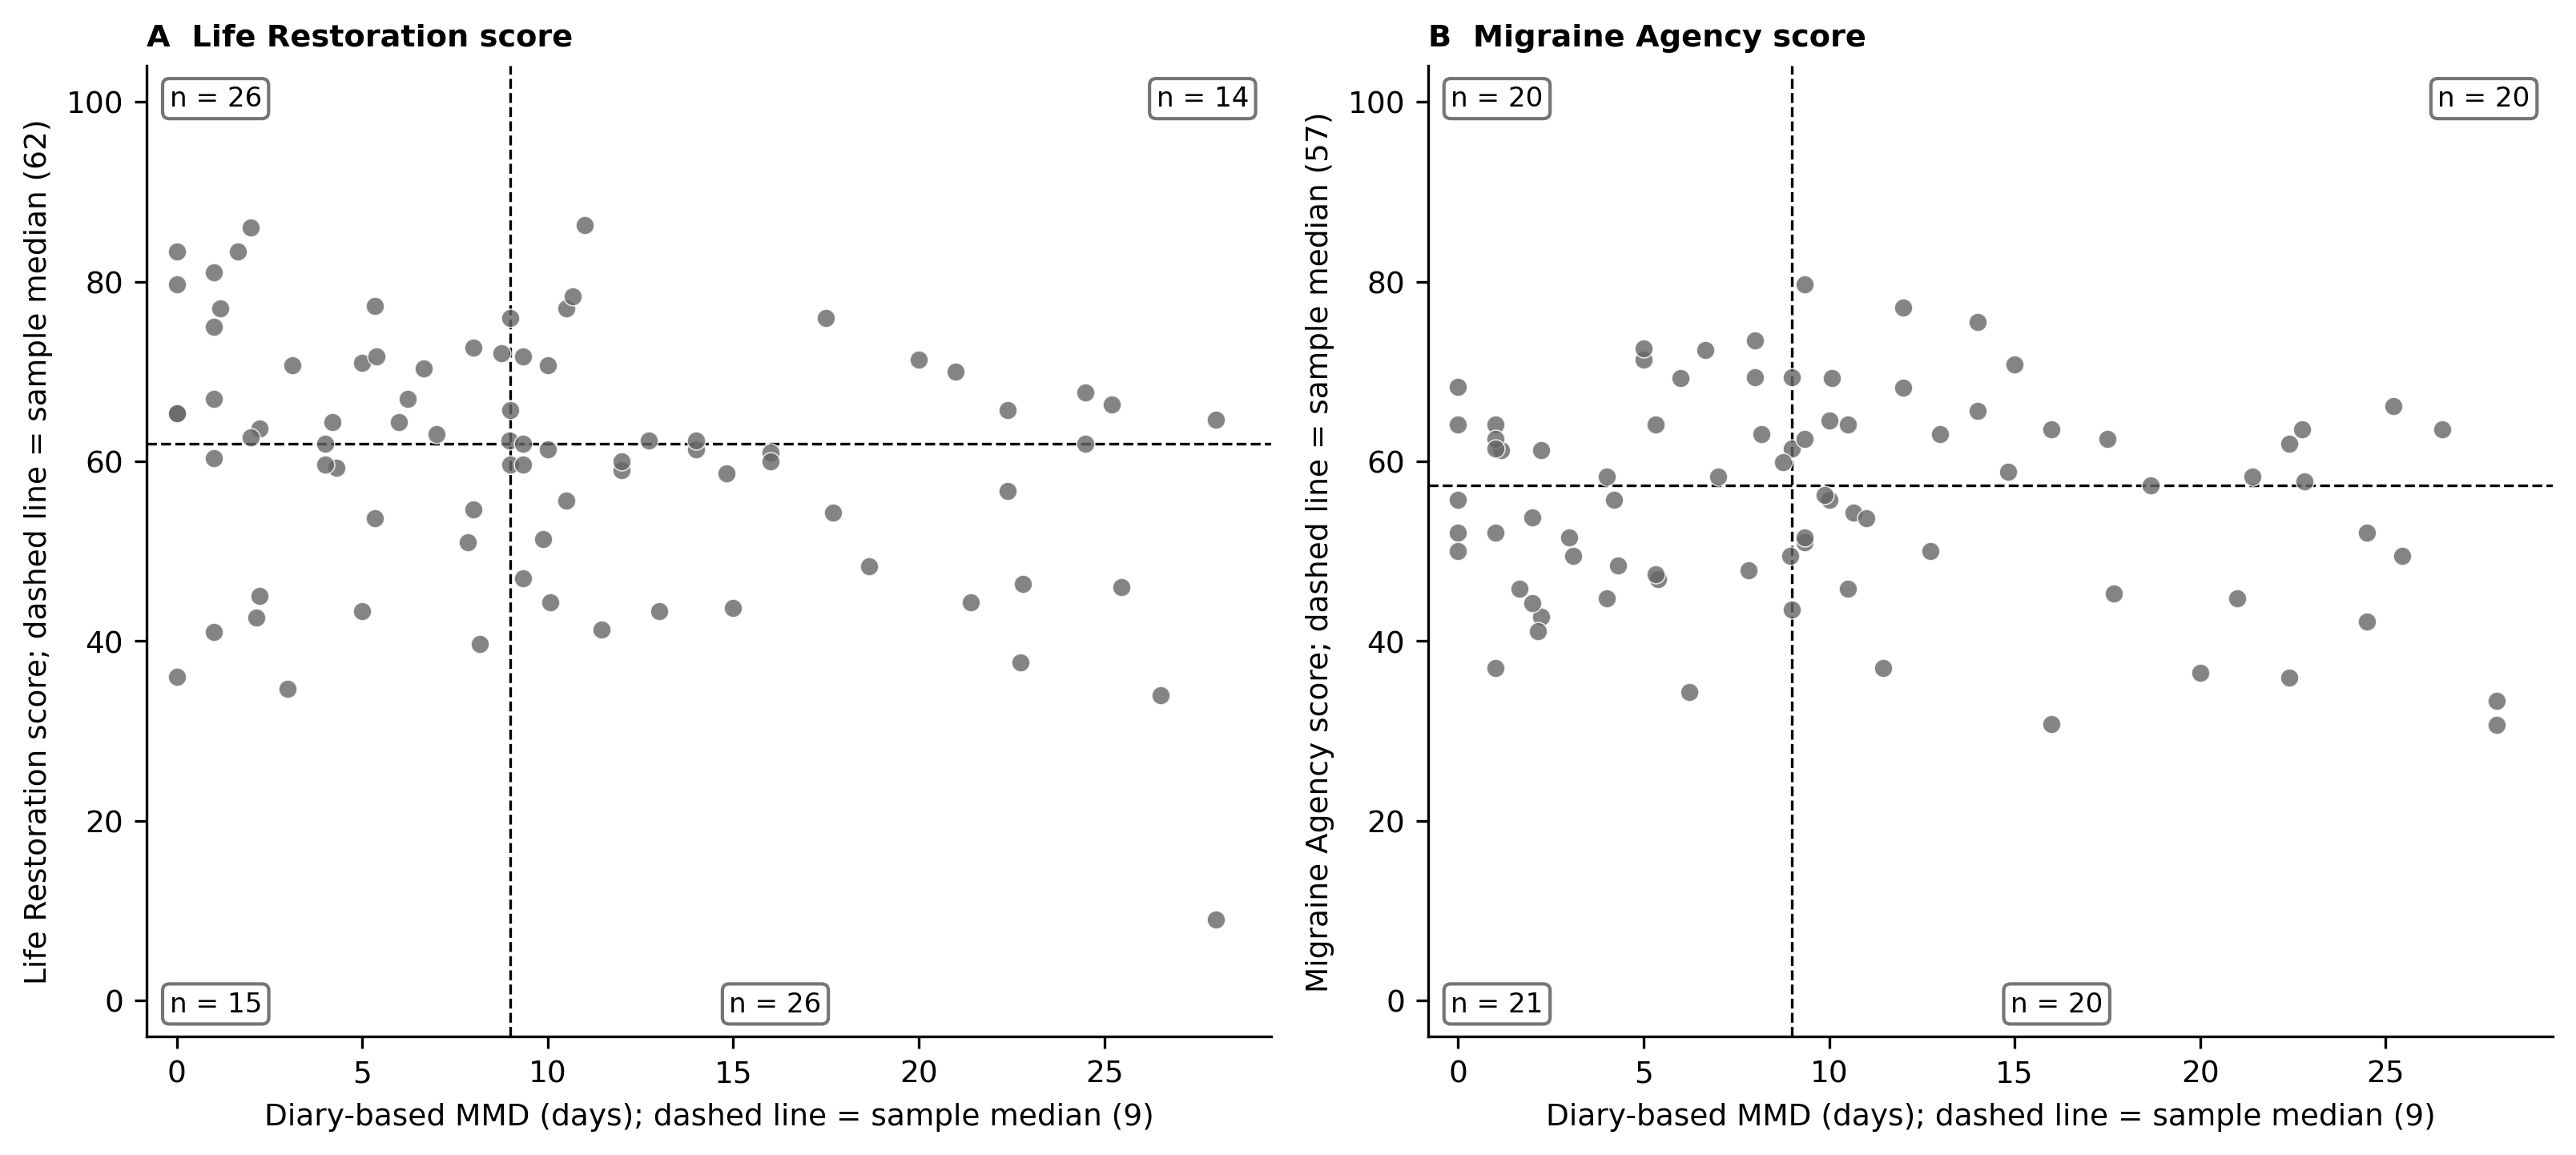 A  Life Restoration score
n = 26
n = 14
Life Restoration score; dashed line = sample median (62)
100
80
60
40
20
0
n = 15
n = 26
0 5 10 15 20 25
Diary-based MMD (days); dashed line = sample median (9)
B  Migraine Agency score
n = 20
n = 20
Migraine Agency score; dashed line = sample median (57)
100
80
60
40
20
0
n = 21
n = 20
0 5 10 15 20 25
Diary-based MMD (days); dashed line = sample median (9)